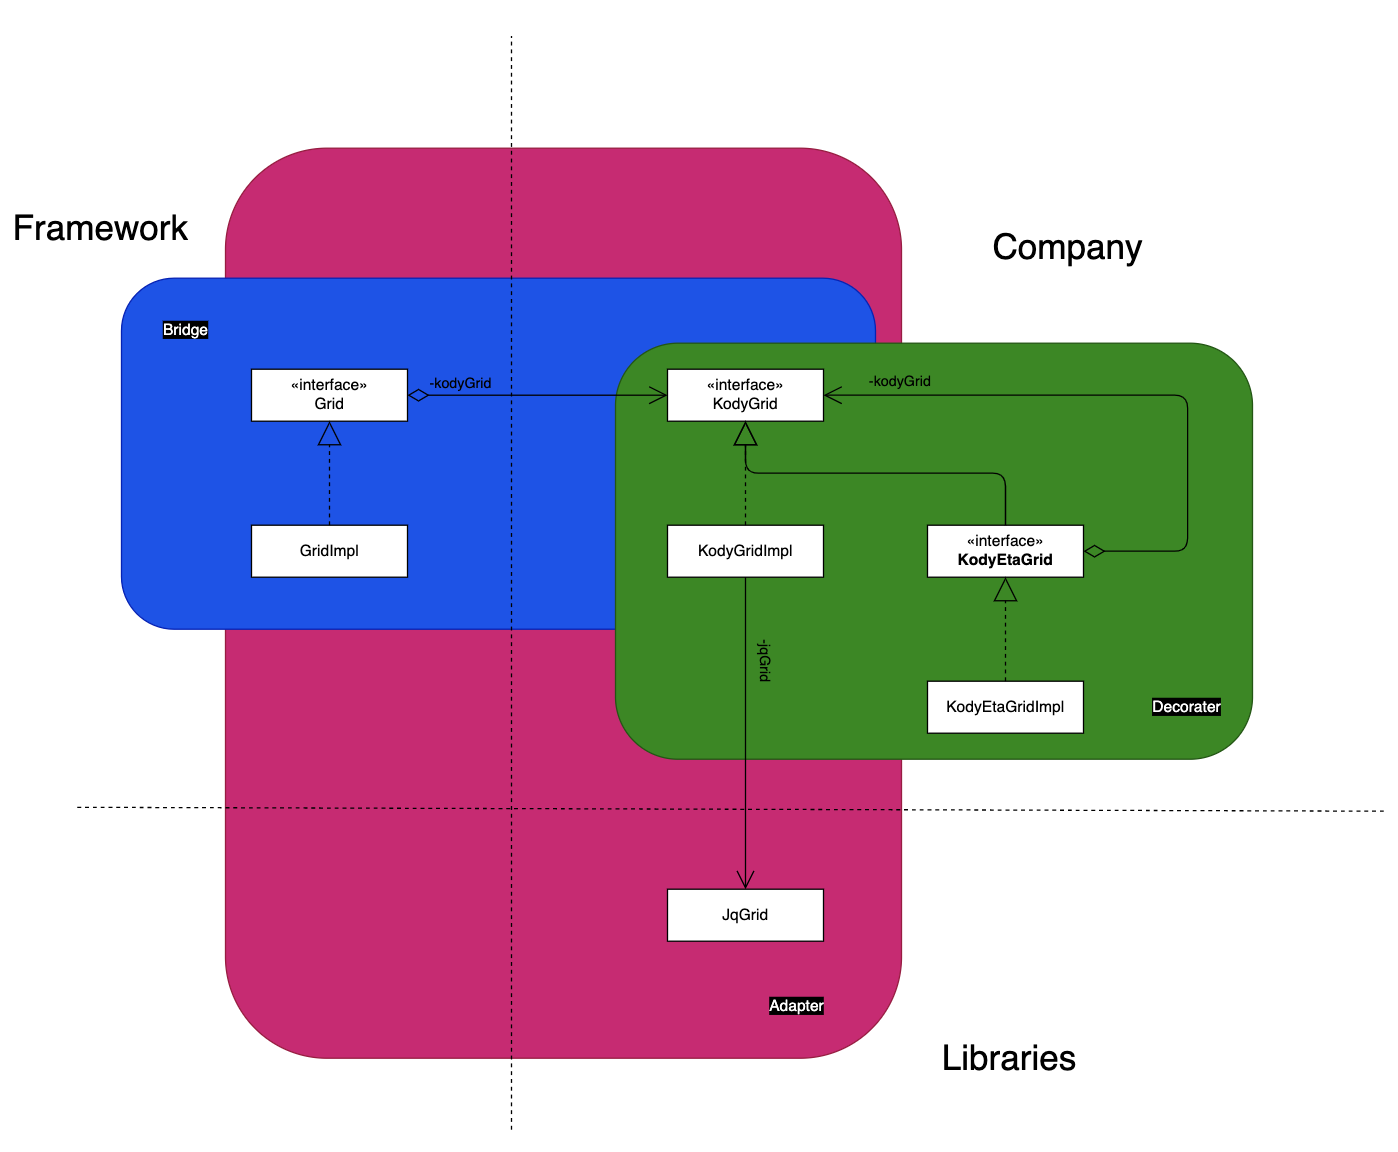 Framework
Company
Bridge
«interface»
Grid
-kodyGrid
«interface»
KodyGrid
-kodyGrid
GridImpl
KodyGridImpl
«interface»
KodyEtaGrid
-jqGrid
KodyEtaGridImpl
Decorater
JqGrid
Adapter
Libraries